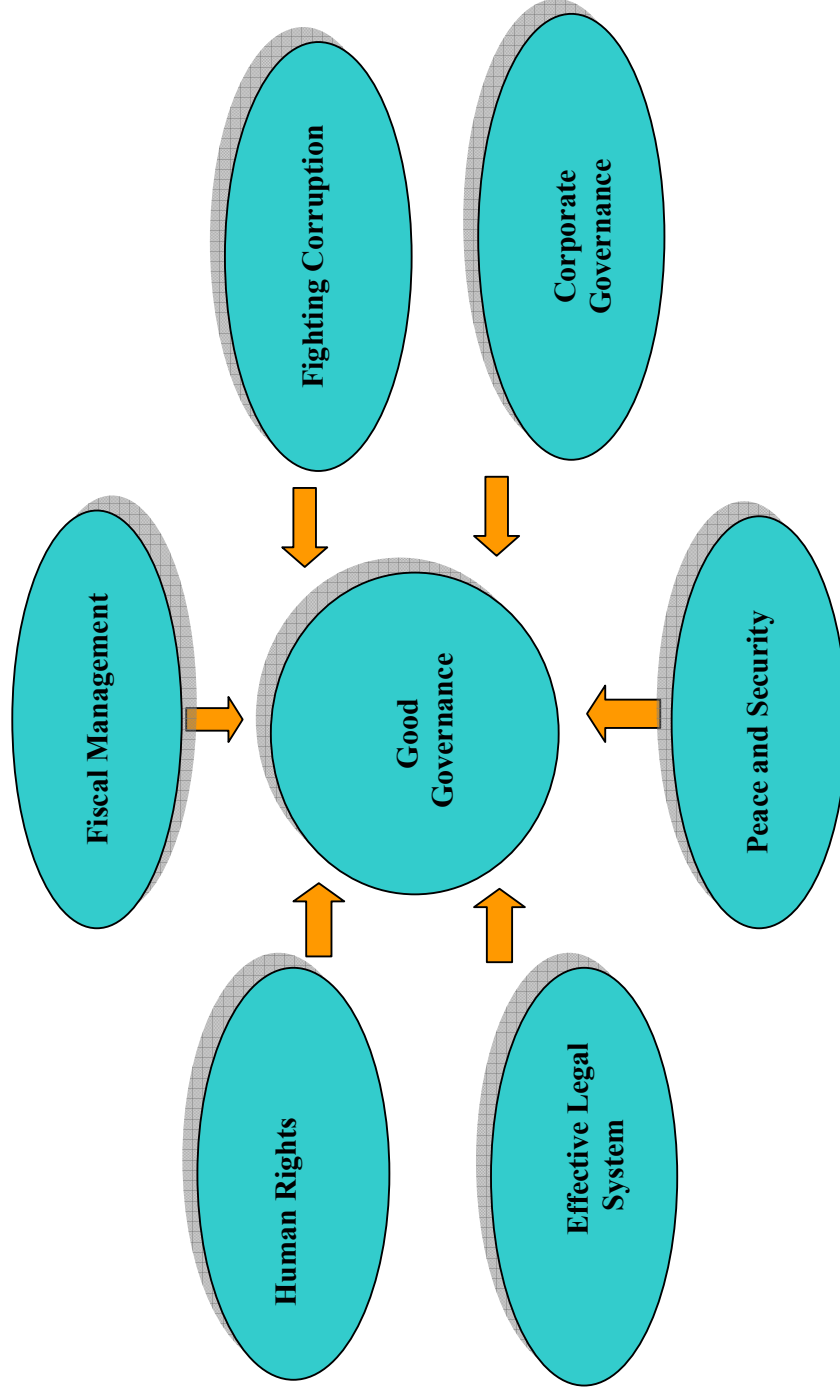 Fiscal Management
Human Rights
Fighting Corruption
Good
Governance
Effective Legal
System
Corporate
Governance
Peace and Security